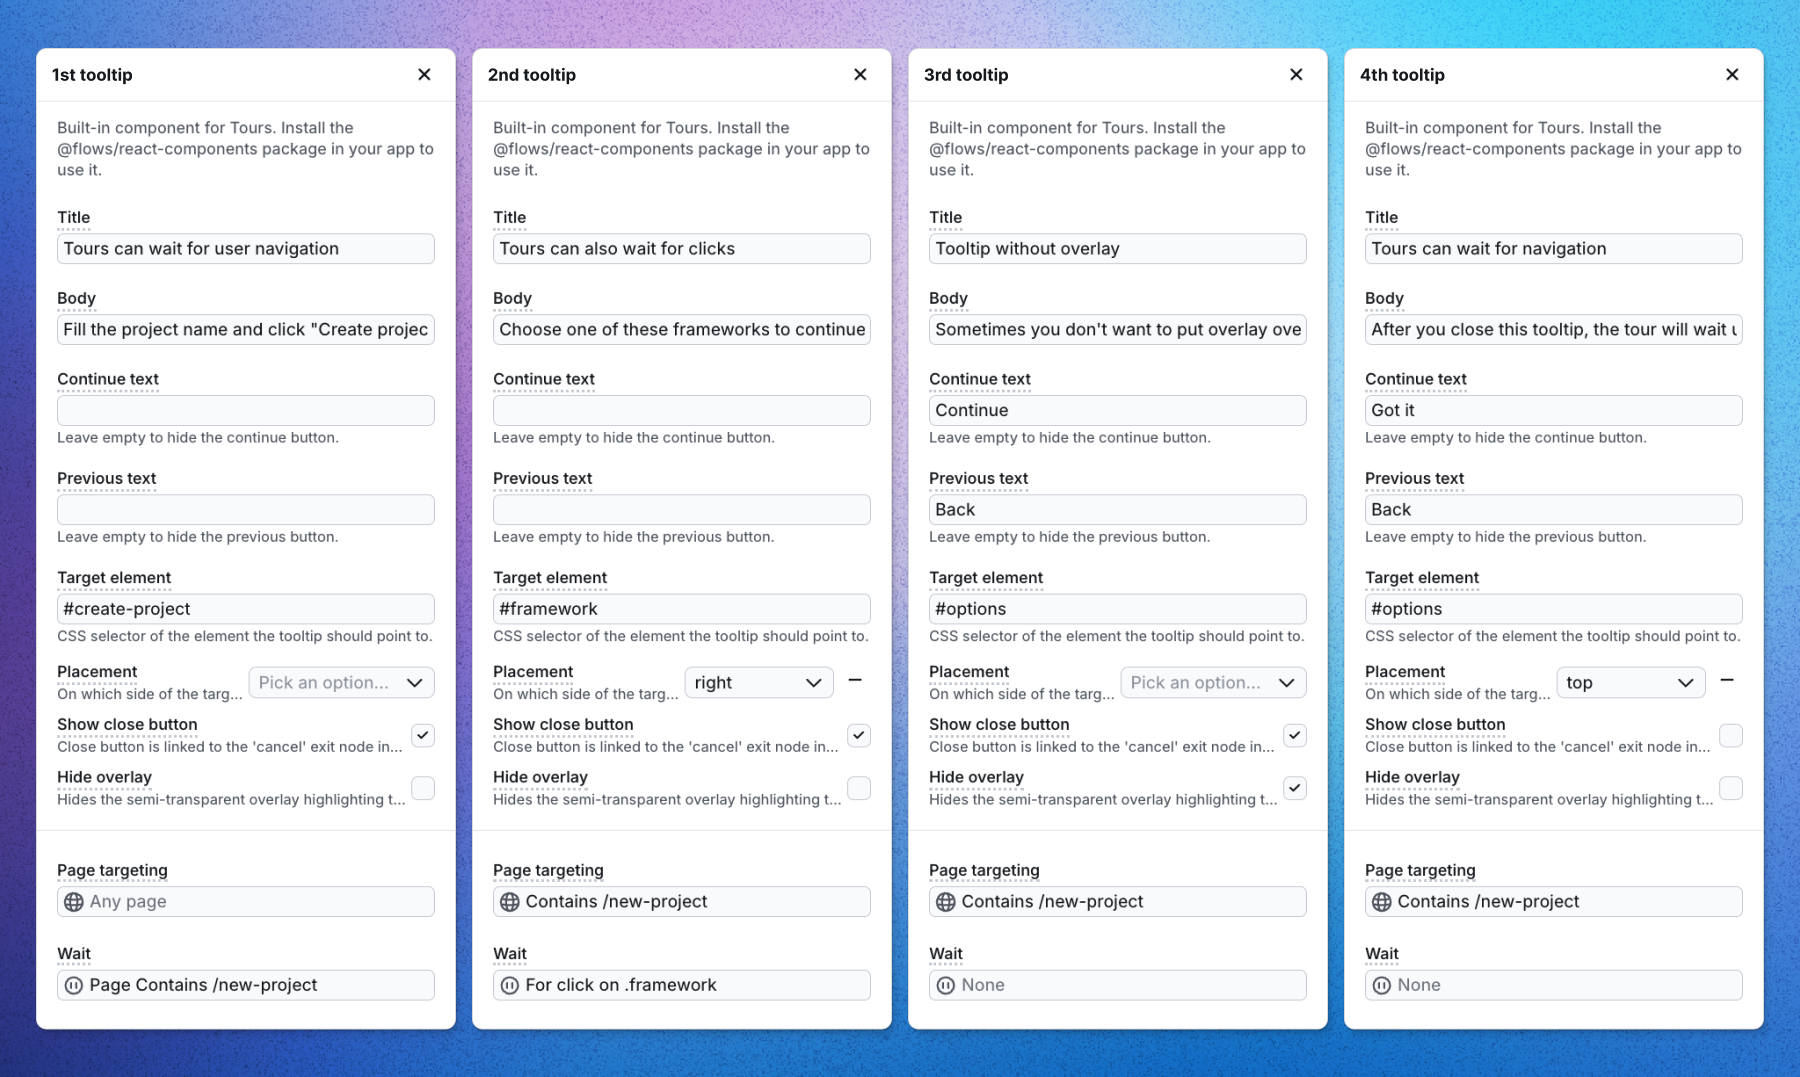 1st tooltip
Built-in component for Tours. Install the
@flows/react-components package in your app to
use it.
Title
Tours can wait for user navigation
Body
Fill the project name and click "Create projec
Continue text
Leave empty to hide the continue button.
Previous text
Leave empty to hide the previous button.
Target element
#create-project
CSS selector of the element the tooltip should point to.
Placement
On which side of the targ...
Pick an option...
Show close button
Close button is linked to the 'cancel' exit node in...
Hide overlay
Hides the semi-transparent overlay highlighting t...
Page targeting
Any page
Wait
Page Contains /new-project
2nd tooltip
Built-in component for Tours. Install the
@flows/react-components package in your app to
use it.
Title
Tours can also wait for clicks
Body
Choose one of these frameworks to continue
Continue text
Leave empty to hide the continue button.
Previous text
Leave empty to hide the previous button.
Target element
#framework
CSS selector of the element the tooltip should point to.
Placement
On which side of the targ...
right
Show close button
Close button is linked to the 'cancel' exit node in...
Hide overlay
Hides the semi-transparent overlay highlighting t...
Page targeting
Contains /new-project
Wait
For click on .framework
3rd tooltip
Built-in component for Tours. Install the
@flows/react-components package in your app to
use it.
Title
Tooltip without overlay
Body
Sometimes you don't want to put overlay ove
Continue text
Continue
Leave empty to hide the continue button.
Previous text
Back
Leave empty to hide the previous button.
Target element
#options
CSS selector of the element the tooltip should point to.
Placement
On which side of the targ...
Pick an option...
Show close button
Close button is linked to the 'cancel' exit node in...
Hide overlay
Hides the semi-transparent overlay highlighting t...
Page targeting
Contains /new-project
Wait
None
4th tooltip
Built-in component for Tours. Install the
@flows/react-components package in your app to
use it.
Title
Tours can wait for navigation
Body
After you close this tooltip, the tour will wait u
Continue text
Got it
Leave empty to hide the continue button.
Previous text
Back
Leave empty to hide the previous button.
Target element
#options
CSS selector of the element the tooltip should point to.
Placement
On which side of the targ...
top
Show close button
Close button is linked to the 'cancel' exit node in...
Hide overlay
Hides the semi-transparent overlay highlighting t...
Page targeting
Contains /new-project
Wait
None